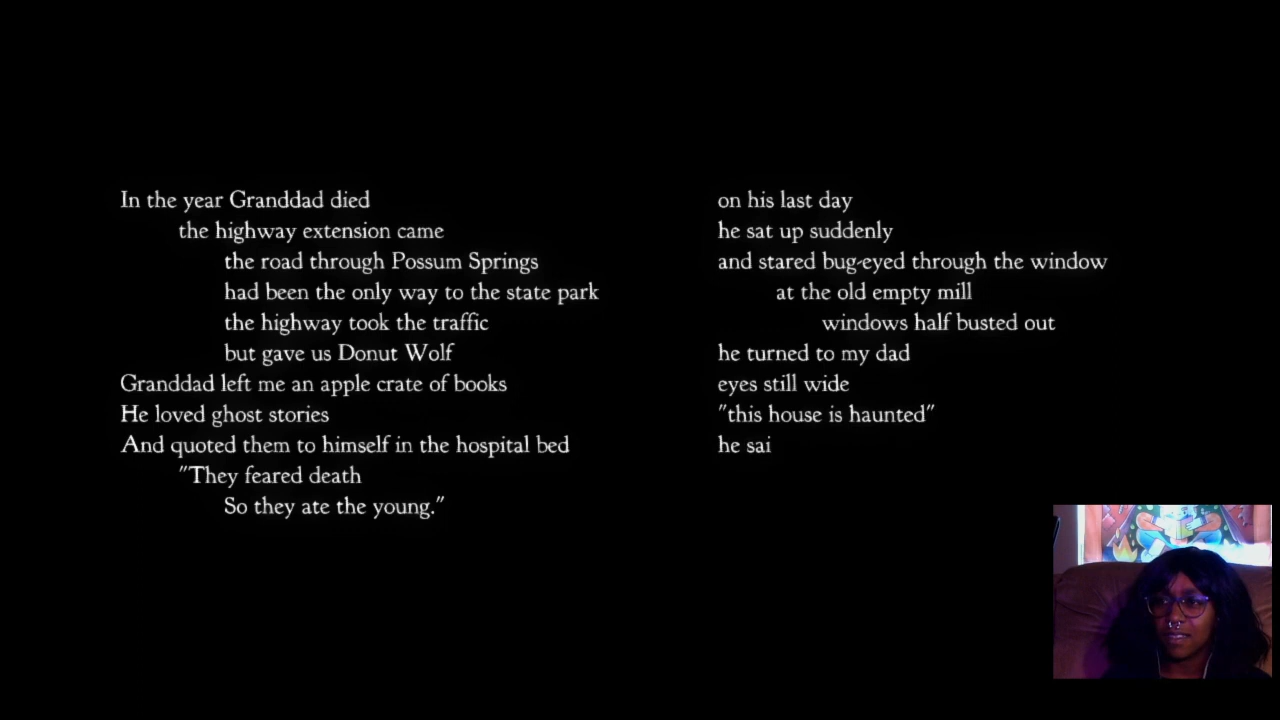 In the year Granddad died
the highway extension came
the road through Possum Springs
had been the only way to the state park
the highway took the traffic
but gave us Donut Wolf
Granddad left me an apple crate of books
He loved ghost stories
And quoted them to himself in the hospital bed
"They feared death
So they ate the young."
on his last day
he sat up suddenly
and stared bug-eyed through the window
at the old empty mill
windows half busted out
he turned to my dad
eyes still wide
"this house is haunted"
he sai